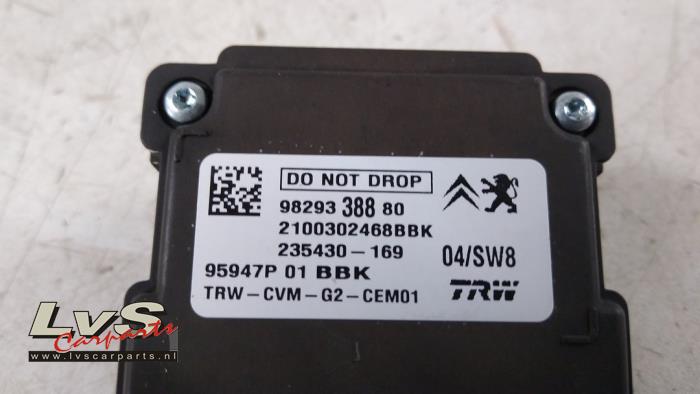 DO NOT DROP
98293 388 80
2100302468BBK
235430-169
04/SW8
95947P 01 BBK
TRW-CVM-G2-CEM01
TRW
LvS
Carparts
www.lvscarparts.nl